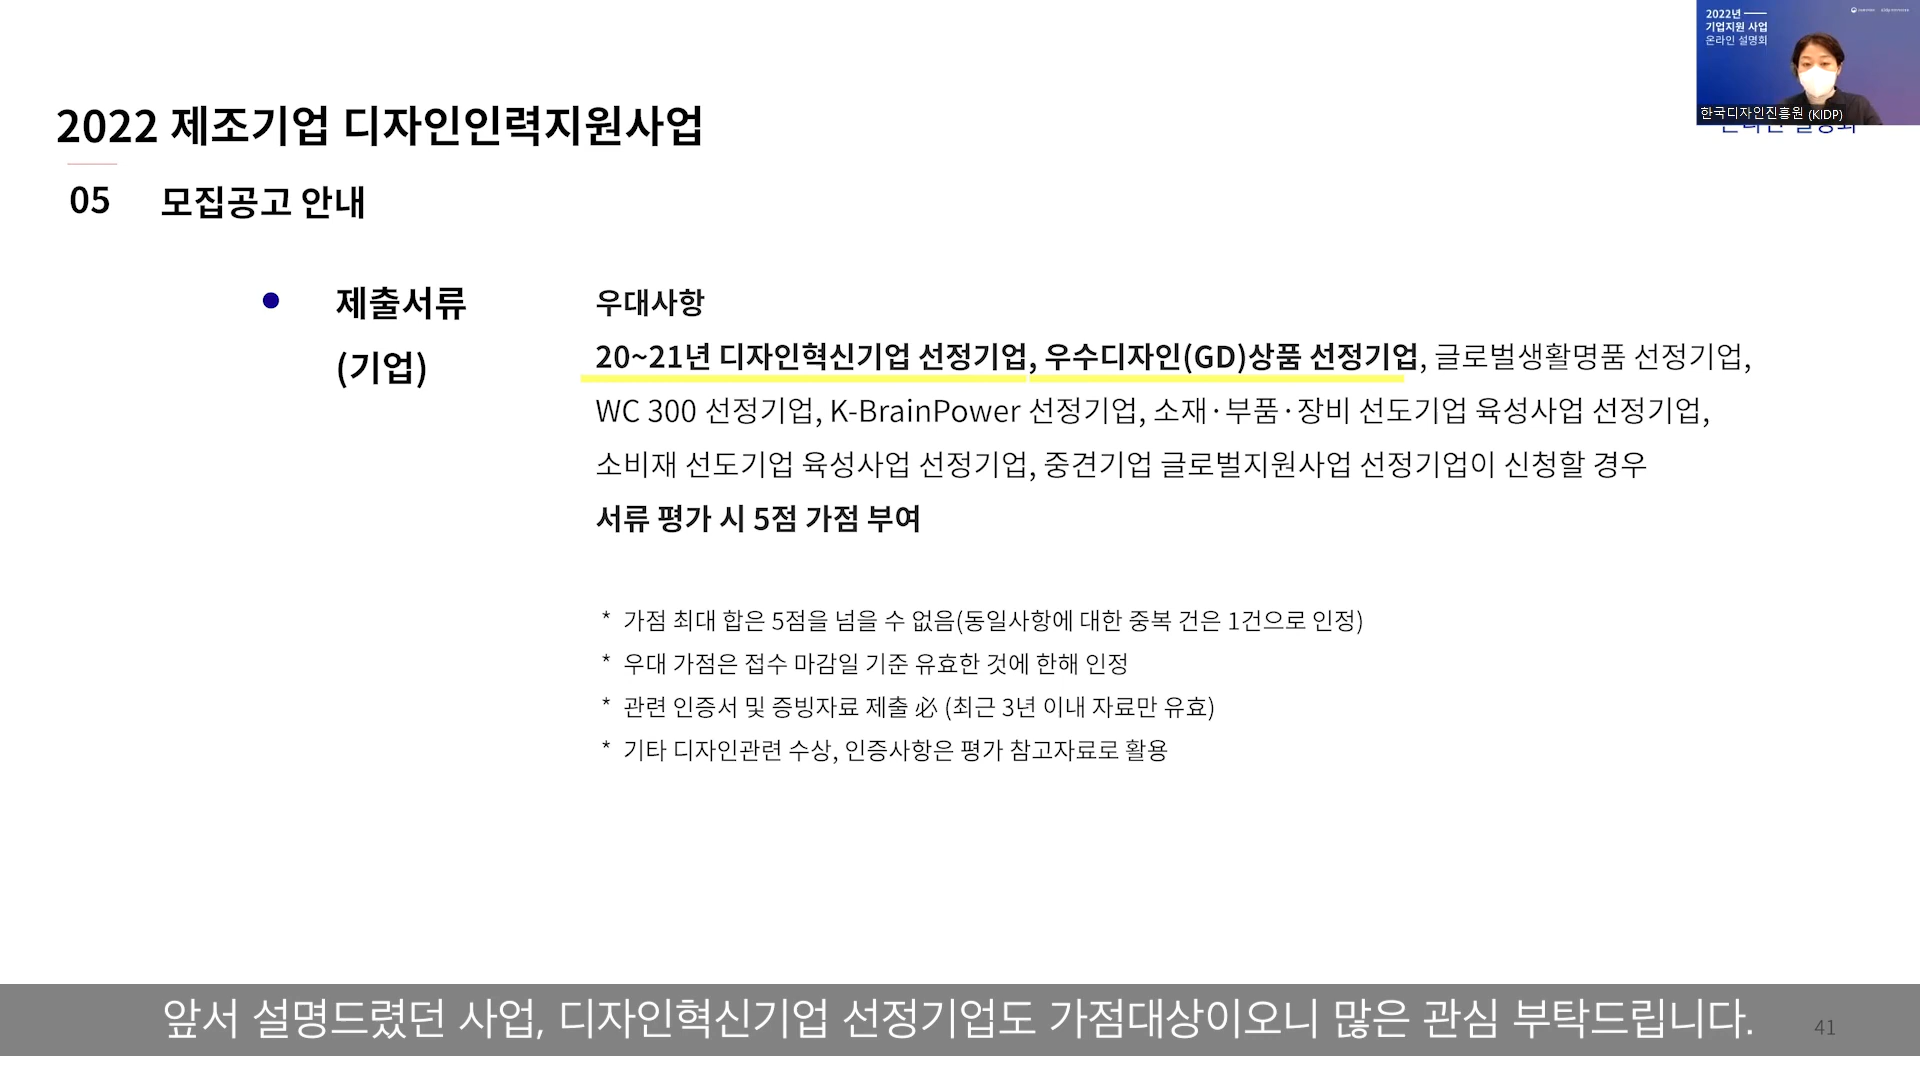 2022년
기업지원 사업
온라인 설명회
한국디자인진흥원 (KIDP)
2022 제조기업 디자인인력지원사업
05 모집공고 안내
제출서류
(기업)
우대사항
20~21년 디자인혁신기업 선정기업, 우수디자인(GD)상품 선정기업, 글로벌생활명품 선정기업,
WC 300 선정기업, K-BrainPower 선정기업, 소재·부품·장비 선도기업 육성사업 선정기업,
소비재 선도기업 육성사업 선정기업, 중견기업 글로벌지원사업 선정기업이 신청할 경우
서류 평가 시 5점 가점 부여
* 가점 최대 합은 5점을 넘을 수 없음(동일사항에 대한 중복 건은 1건으로 인정)
* 우대 가점은 접수 마감일 기준 유효한 것에 한해 인정
* 관련 인증서 및 증빙자료 제출 必 (최근 3년 이내 자료만 유효)
* 기타 디자인관련 수상, 인증사항은 평가 참고자료로 활용
앞서 설명드렸던 사업, 디자인혁신기업 선정기업도 가점대상이오니 많은 관심 부탁드립니다.
41